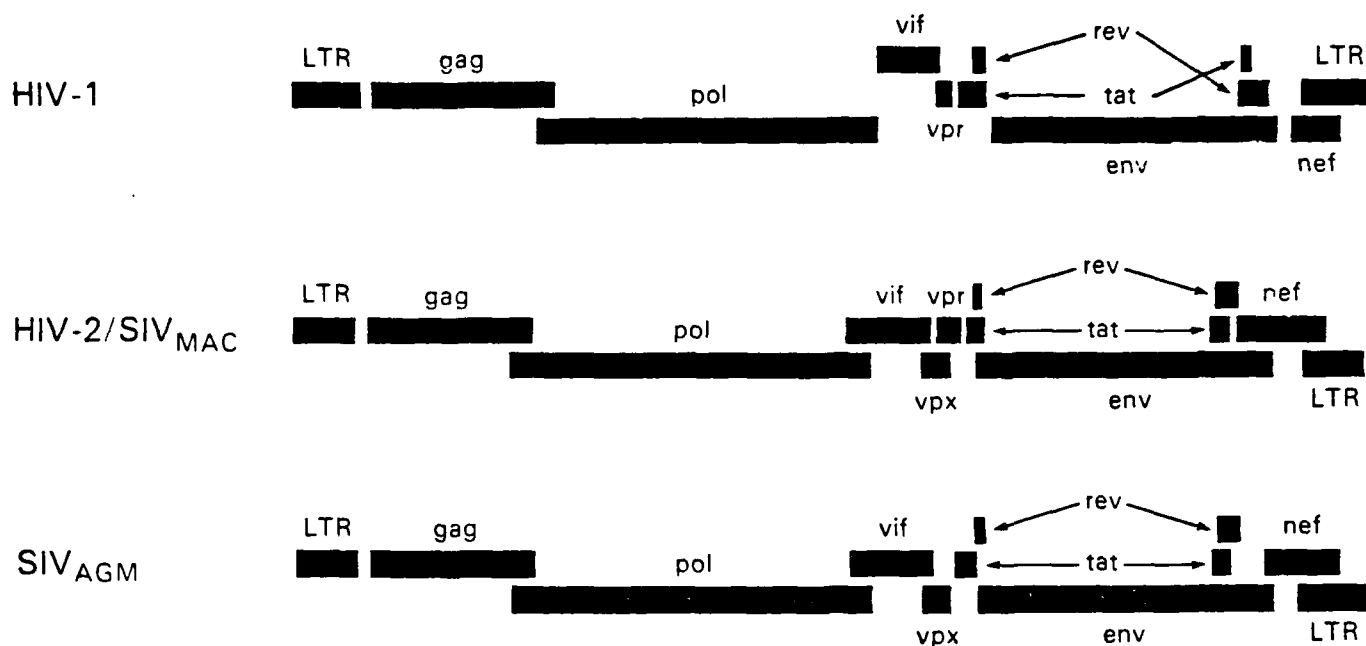 HIV-1
LTR gag pol vif vpr rev tat env nef LTR
HIV-2/SIVMAC
LTR gag pol vif vpr vpx rev tat env nef LTR
SIVAGM
LTR gag pol vif vpx rev tat env nef LTR